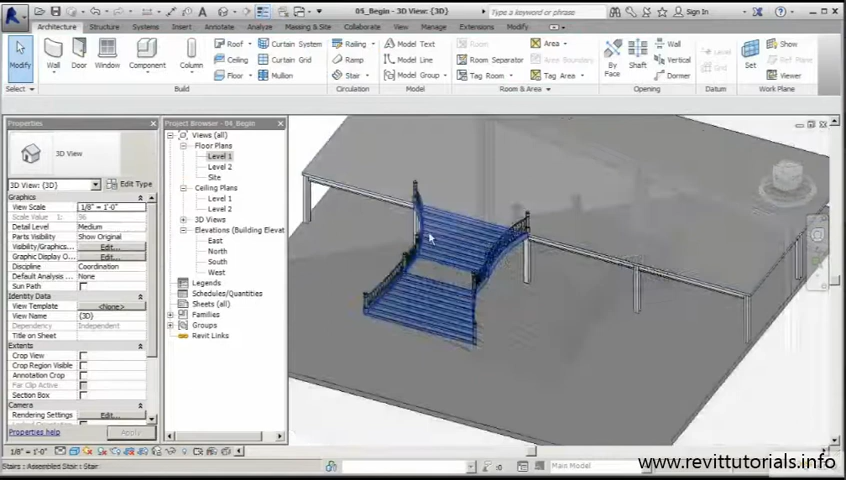 05_Begin - 3D View: {3D}
Type a keyword or phrase
Sign In
Architecture Structure Systems Insert Annotate Analyze Massing & Site Collaborate View Manage Extensions Modify
Modify Wall Door Window Component Column
Roof Ceiling Floor
Curtain System Curtain Grid Mullion
Railing Ramp Stair
Model Text Model Line Model Group
Room Room Separator Tag Room
Area Area Boundary Tag Area
By Face Shaft Wall Vertical Dormer
Level Grid
Set Show Ref Plane Viewer
Select Build Circulation Model Room & Area Opening Datum Work Plane
Properties
3D View
3D View: {3D} Edit Type
Graphics
View Scale 1/8" = 1'-0"
Scale Value 1: 96
Detail Level Medium
Parts Visibility Show Original
Visibility/Graphics... Edit...
Graphic Display O... Edit...
Discipline Coordination
Default Analysis ... None
Sun Path
Identity Data
View Template <None>
View Name {3D}
Dependency Independent
Title on Sheet
Extents
Crop View
Crop Region Visible
Annotation Crop
Far Clip Active
Section Box
Camera
Rendering Settings Edit...
Properties help Apply
Project Browser - 05_Begin
Views (all)
Floor Plans
Level 1
Level 2
Site
Ceiling Plans
Level 1
Level 2
3D Views
Elevations (Building Elevat
East
North
South
West
Legends
Schedules/Quantities
Sheets (all)
Families
Groups
Revit Links
1/8" = 1'-0"
Stairs : Assembled Stair : Stair
:0
Main Model
www.revittutorials.info